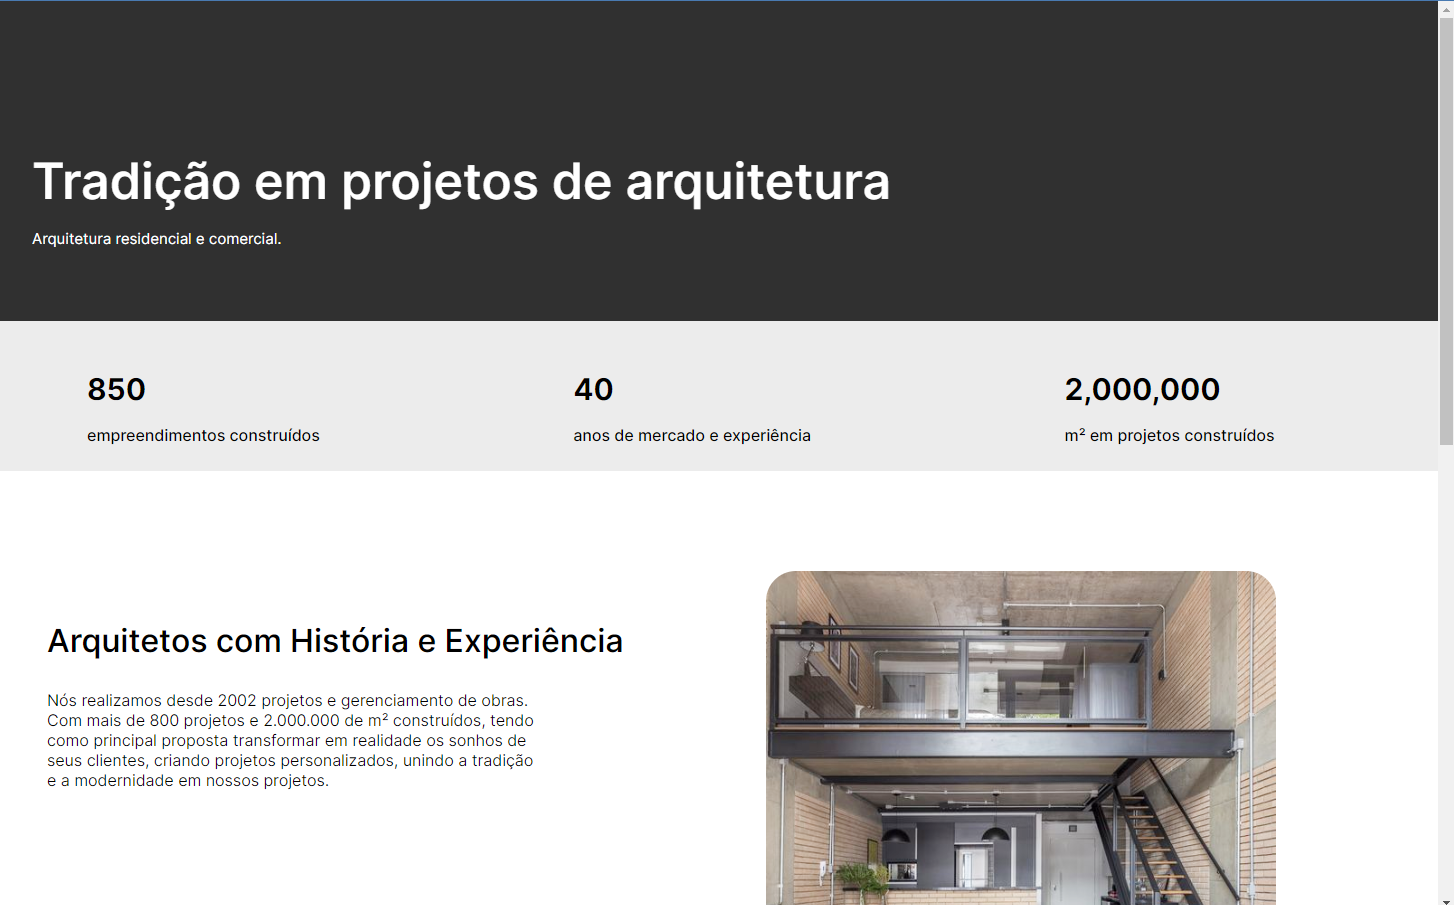 Tradição em projetos de arquitetura
Arquitetura residencial e comercial.
850
empreendimentos construídos
40
anos de mercado e experiência
2,000,000
m² em projetos construídos
Arquitetos com História e Experiência
Nós realizamos desde 2002 projetos e gerenciamento de obras.
Com mais de 800 projetos e 2.000.000 de m² construídos, tendo
como principal proposta transformar em realidade os sonhos de
seus clientes, criando projetos personalizados, unindo a tradição
e a modernidade em nossos projetos.